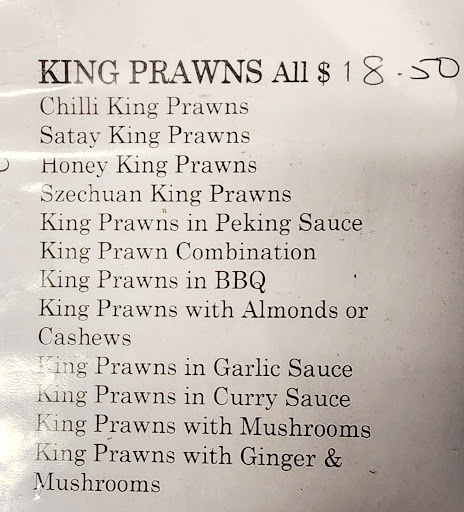 KING PRAWNS All $ 18.50
Chilli King Prawns
Satay King Prawns
Honey King Prawns
Szechuan King Prawns
King Prawns in Peking Sauce
King Prawn Combination
King Prawns in BBQ
King Prawns with Almonds or
Cashews
King Prawns in Garlic Sauce
King Prawns in Curry Sauce
King Prawns with Mushrooms
King Prawns with Ginger &
Mushrooms